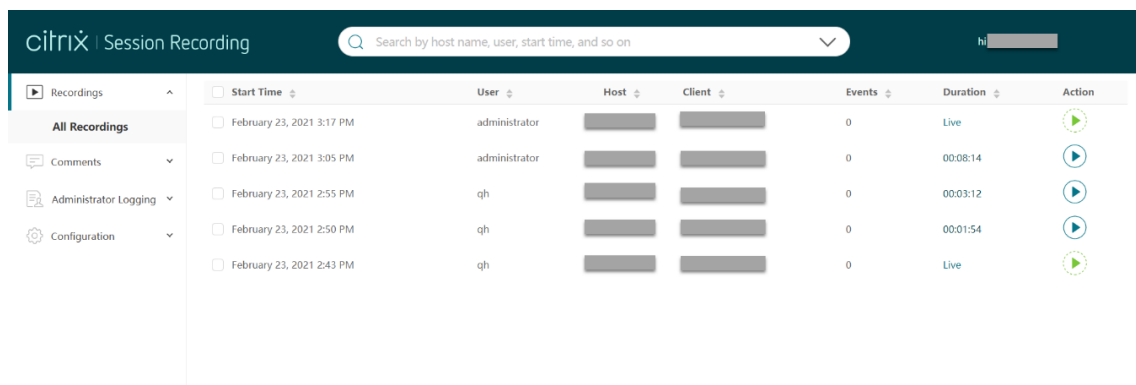 citrix | Session Recording
Search by host name, user, start time, and so on
hi
Recordings
All Recordings
Comments
Administrator Logging
Configuration
Start Time User Host Client Events Duration Action
February 23, 2021 3:17 PM administrator 0 Live
February 23, 2021 3:05 PM administrator 0 00:08:14
February 23, 2021 2:55 PM qh 0 00:03:12
February 23, 2021 2:50 PM qh 0 00:01:54
February 23, 2021 2:43 PM qh 0 Live